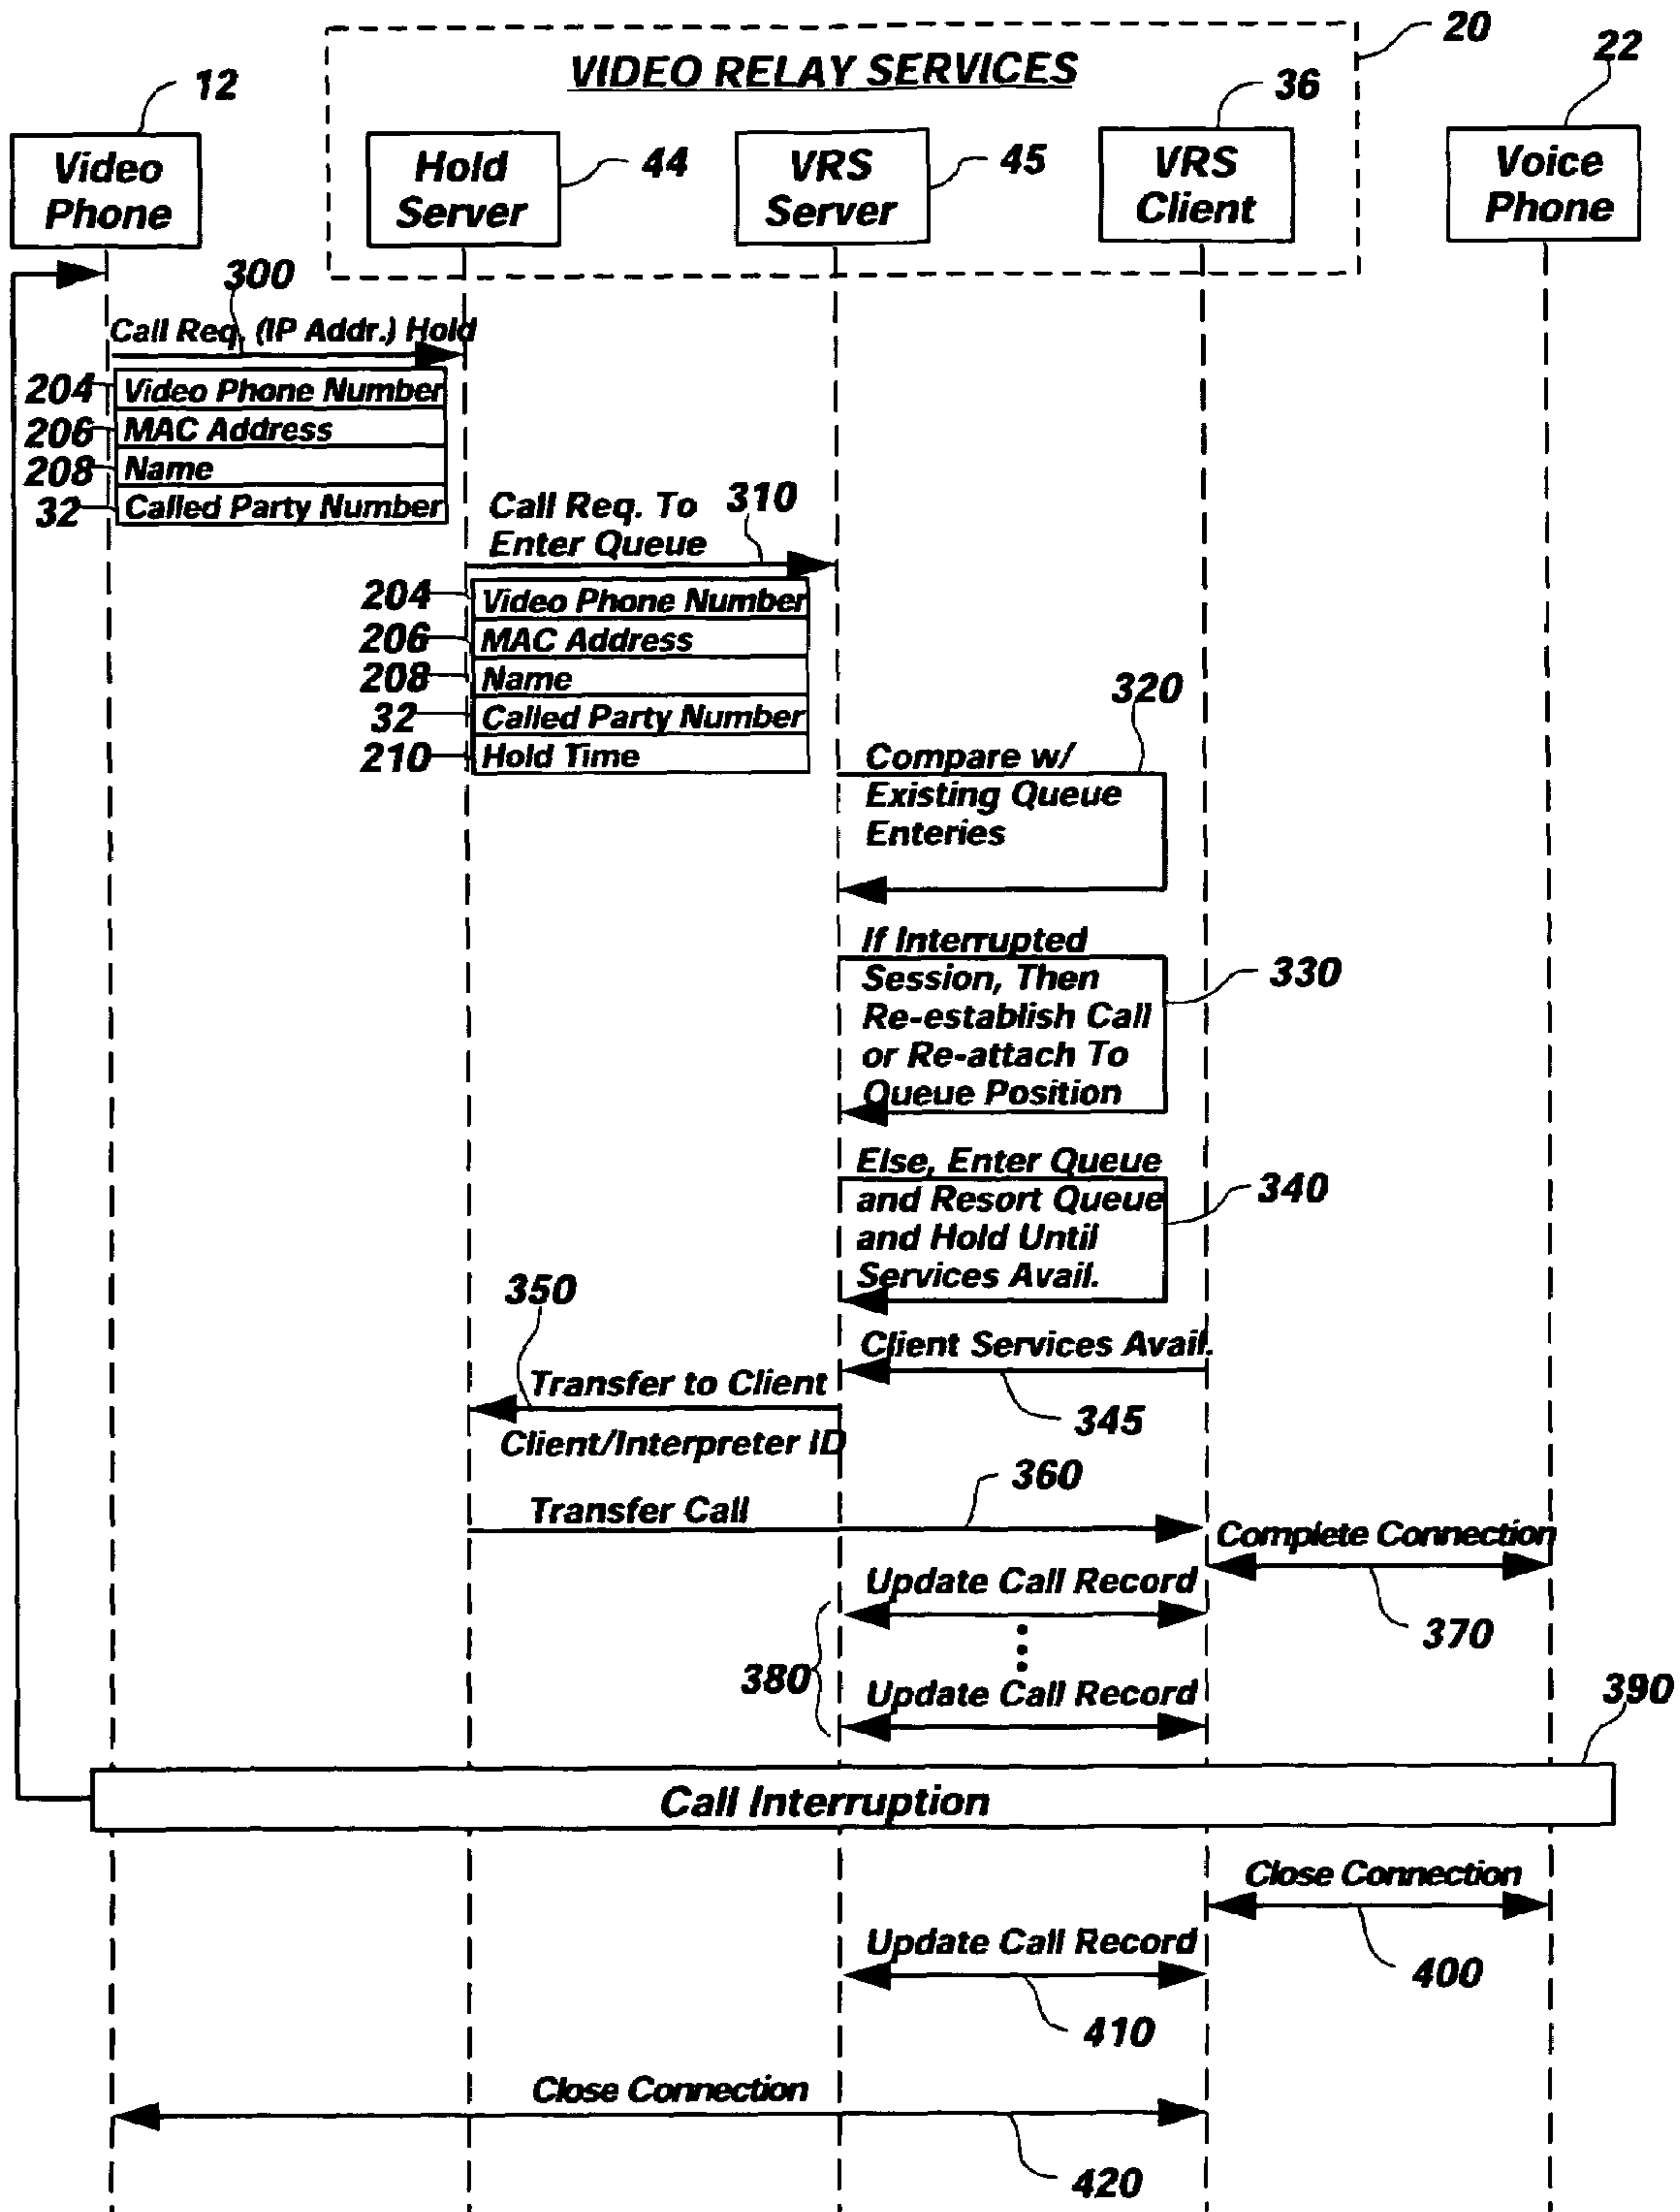 20
VIDEO RELAY SERVICES
22
12
36
Video
Phone
Hold
Server
44
VRS
Server
45
VRS
Client
Voice
Phone
300
Call Req. (IP Addr.) Hold
204 Video Phone Number
206 MAC Address
208 Name
32 Called Party Number
Call Req. To
Enter Queue
310
204 Video Phone Number
206 MAC Address
208 Name
32 Called Party Number
210 Hold Time
320
Compare w/
Existing Queue
Enteries
If Interrupted
Session, Then
Re-establish Call
or Re-attach To
Queue Position
330
Else, Enter Queue
and Resort Queue
and Hold Until
Services Avail.
340
Client Services Avail.
345
350
Transfer to Client
Client/Interpreter ID
360
Transfer Call
Complete Connection
370
Update Call Record
380
Update Call Record
390
Call Interruption
Close Connection
400
Update Call Record
410
Close Connection
420